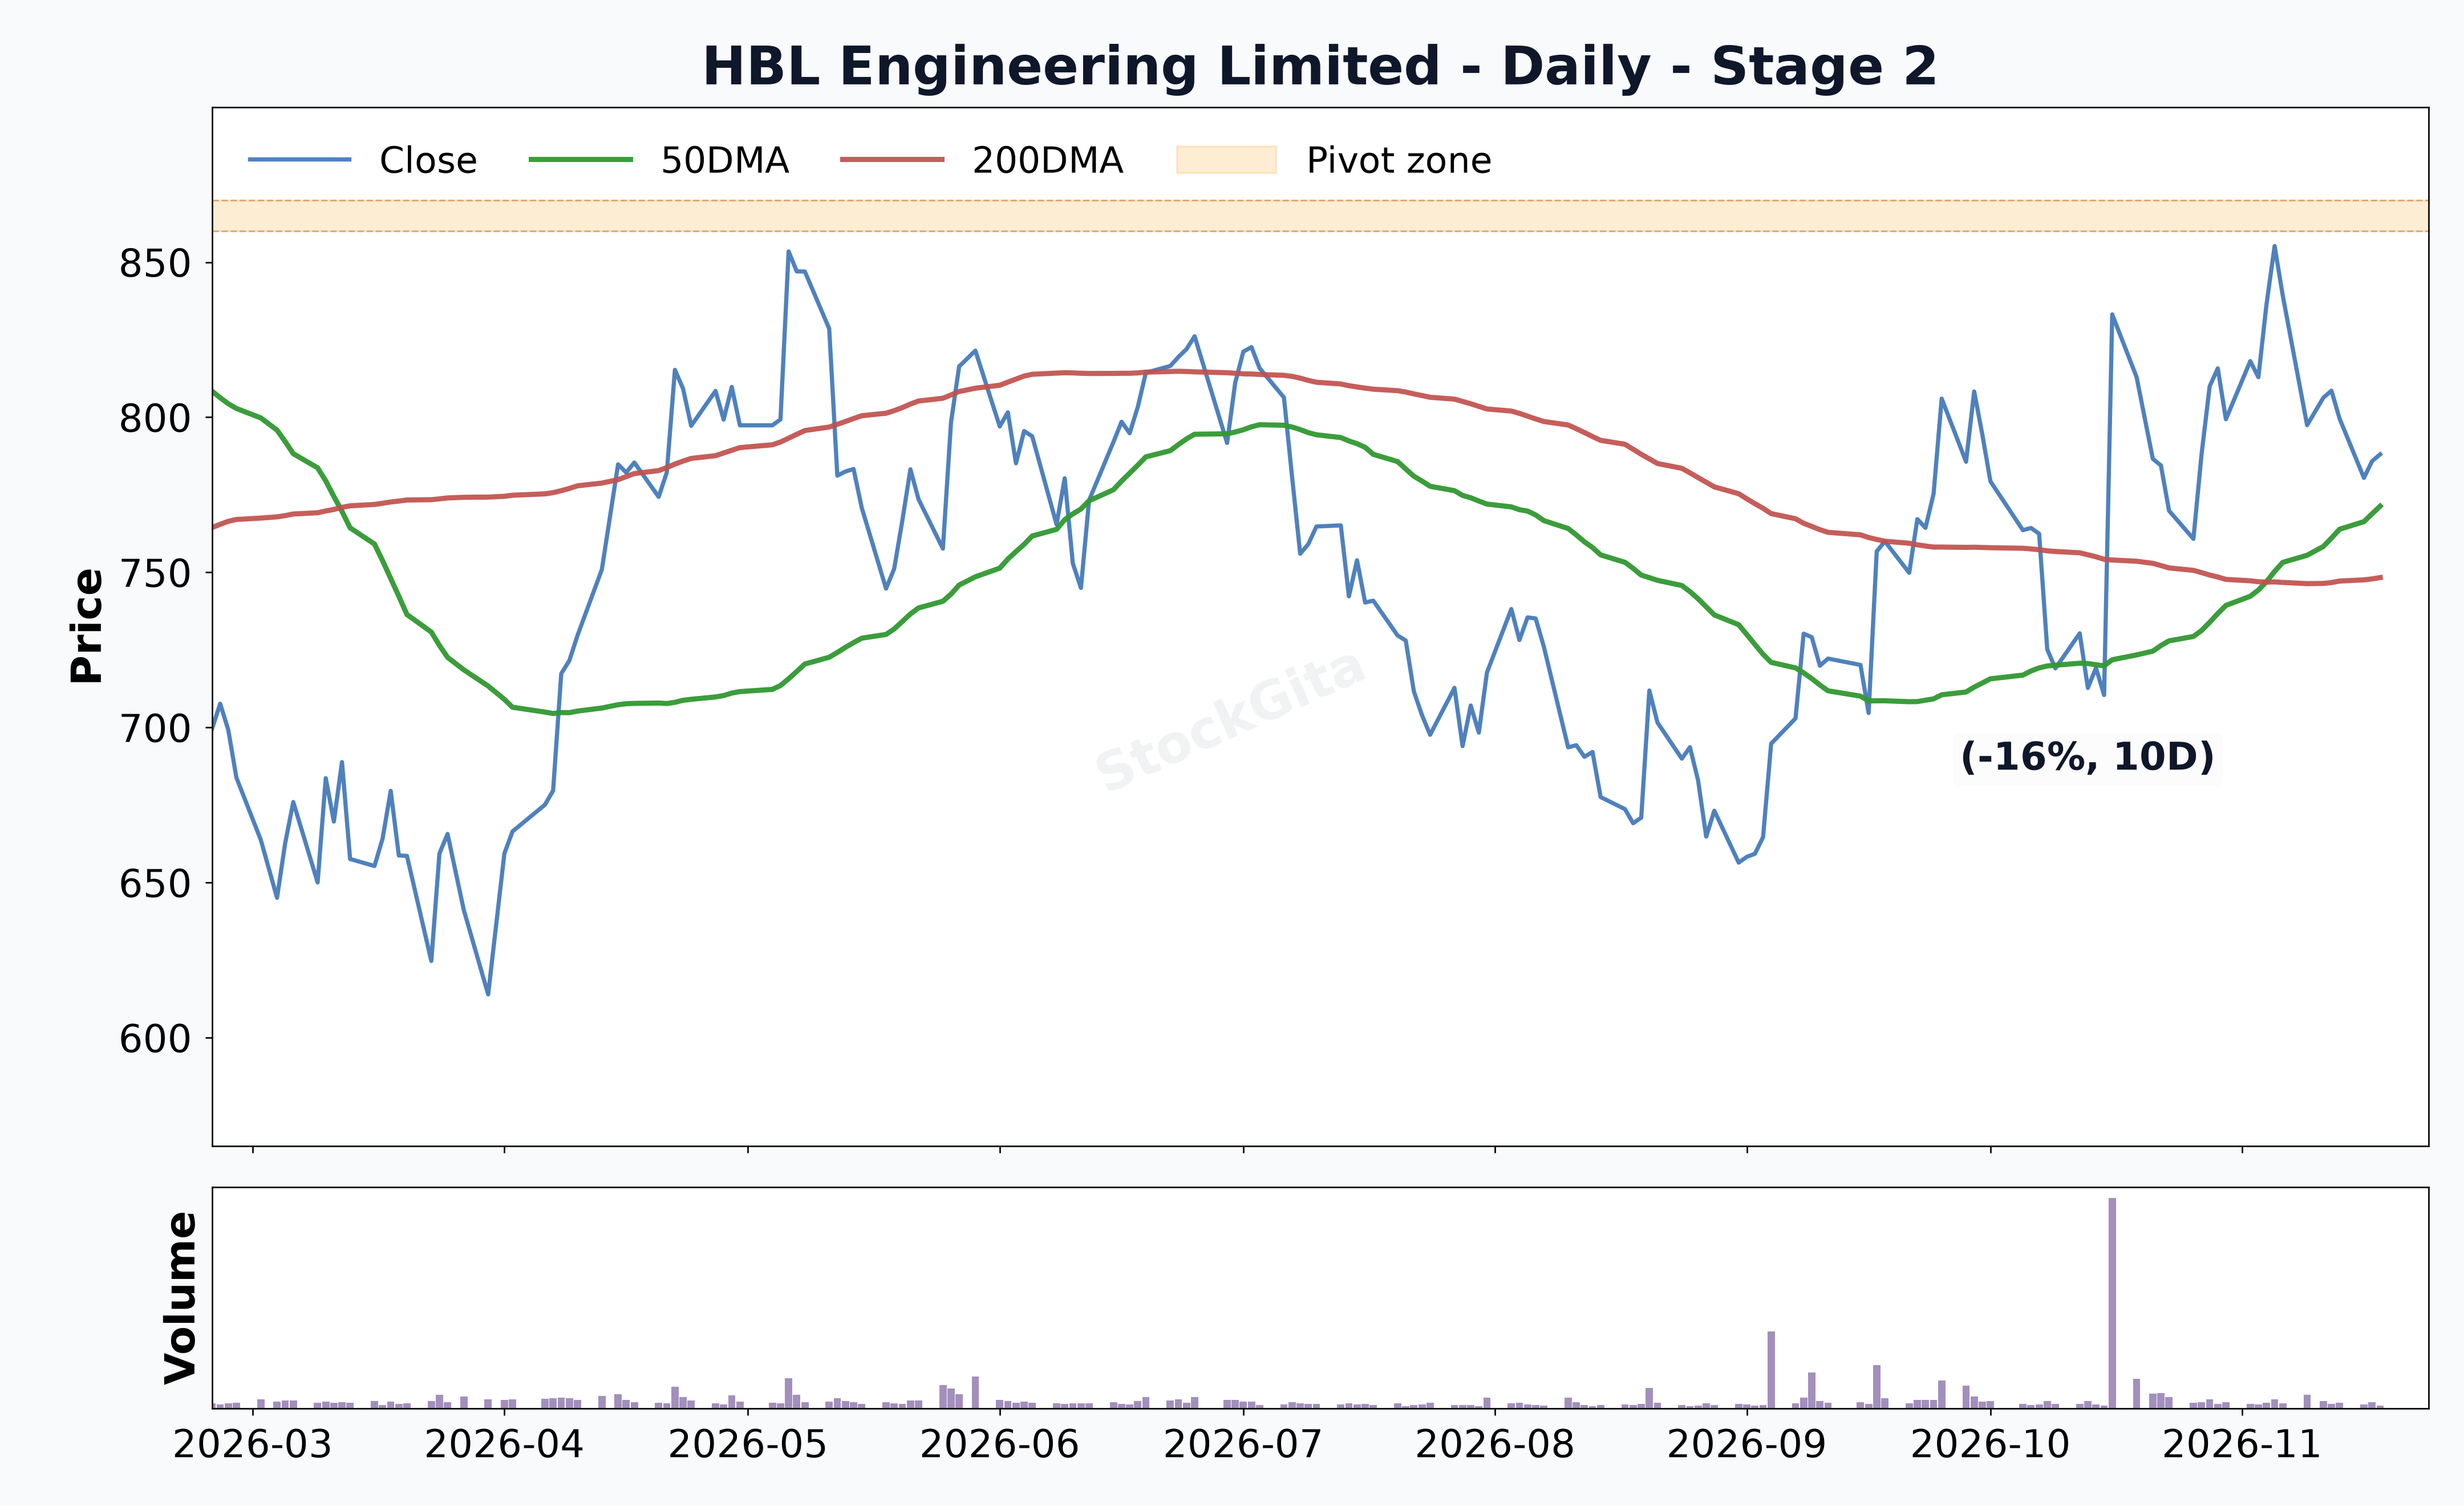 HBL Engineering Limited - Daily - Stage 2
Close 50DMA 200DMA Pivot zone
850
800
750
700
650
600
Price
StockGita
(-16%, 10D)
Volume
2026-03 2026-04 2026-05 2026-06 2026-07 2026-08 2026-09 2026-10 2026-11